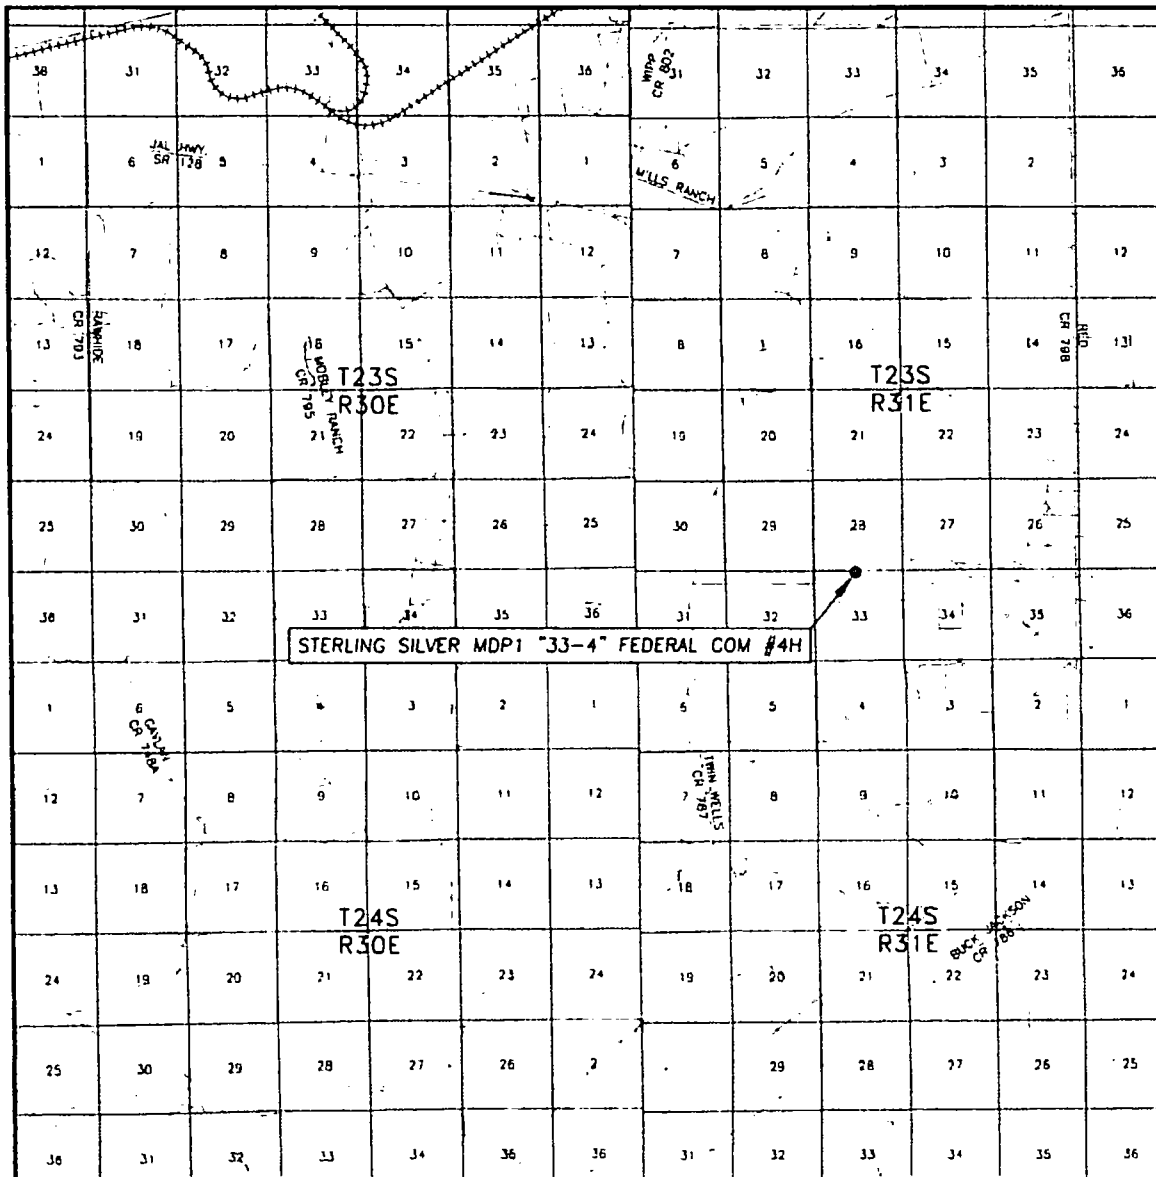 36 31 32 33 34 35 36 31 32 33 34 35 36
WIPP
CR 802
1 6 5 4 3 2 1 6 5 4 3 2
JAL HWY.
SR 128
MILLS RANCH
12 7 8 9 10 11 12 7 8 9 10 11 12
RAWHIDE
CR 703
RED
CR 798
13 18 17 16 15 14 13 8 1 16 15 14 13
MOBLEY RANCH
CR 795
T23S
R30E
T23S
R31E
24 19 20 21 22 23 24 19 20 21 22 23 24
25 30 29 28 27 26 25 30 29 28 27 26 25
36 31 32 33 34 35 36 31 32 33 34 35 36
STERLING SILVER MDP1 "33-4" FEDERAL COM #4H
1 6 5 4 3 2 1 6 5 4 3 2 1
CR 748A
TWIN-WELLS
CR 787
12 7 8 9 10 11 12 7 8 9 10 11 12
13 18 17 16 15 14 13 18 17 16 15 14 13
T24S
R30E
T24S
R31E
BUCK JACKSON
CR 786
24 19 20 21 22 23 24 19 20 21 22 23 24
25 30 29 28 27 26 2 29 28 27 26 25
36 31 32 33 34 36 36 31 32 33 34 35 36